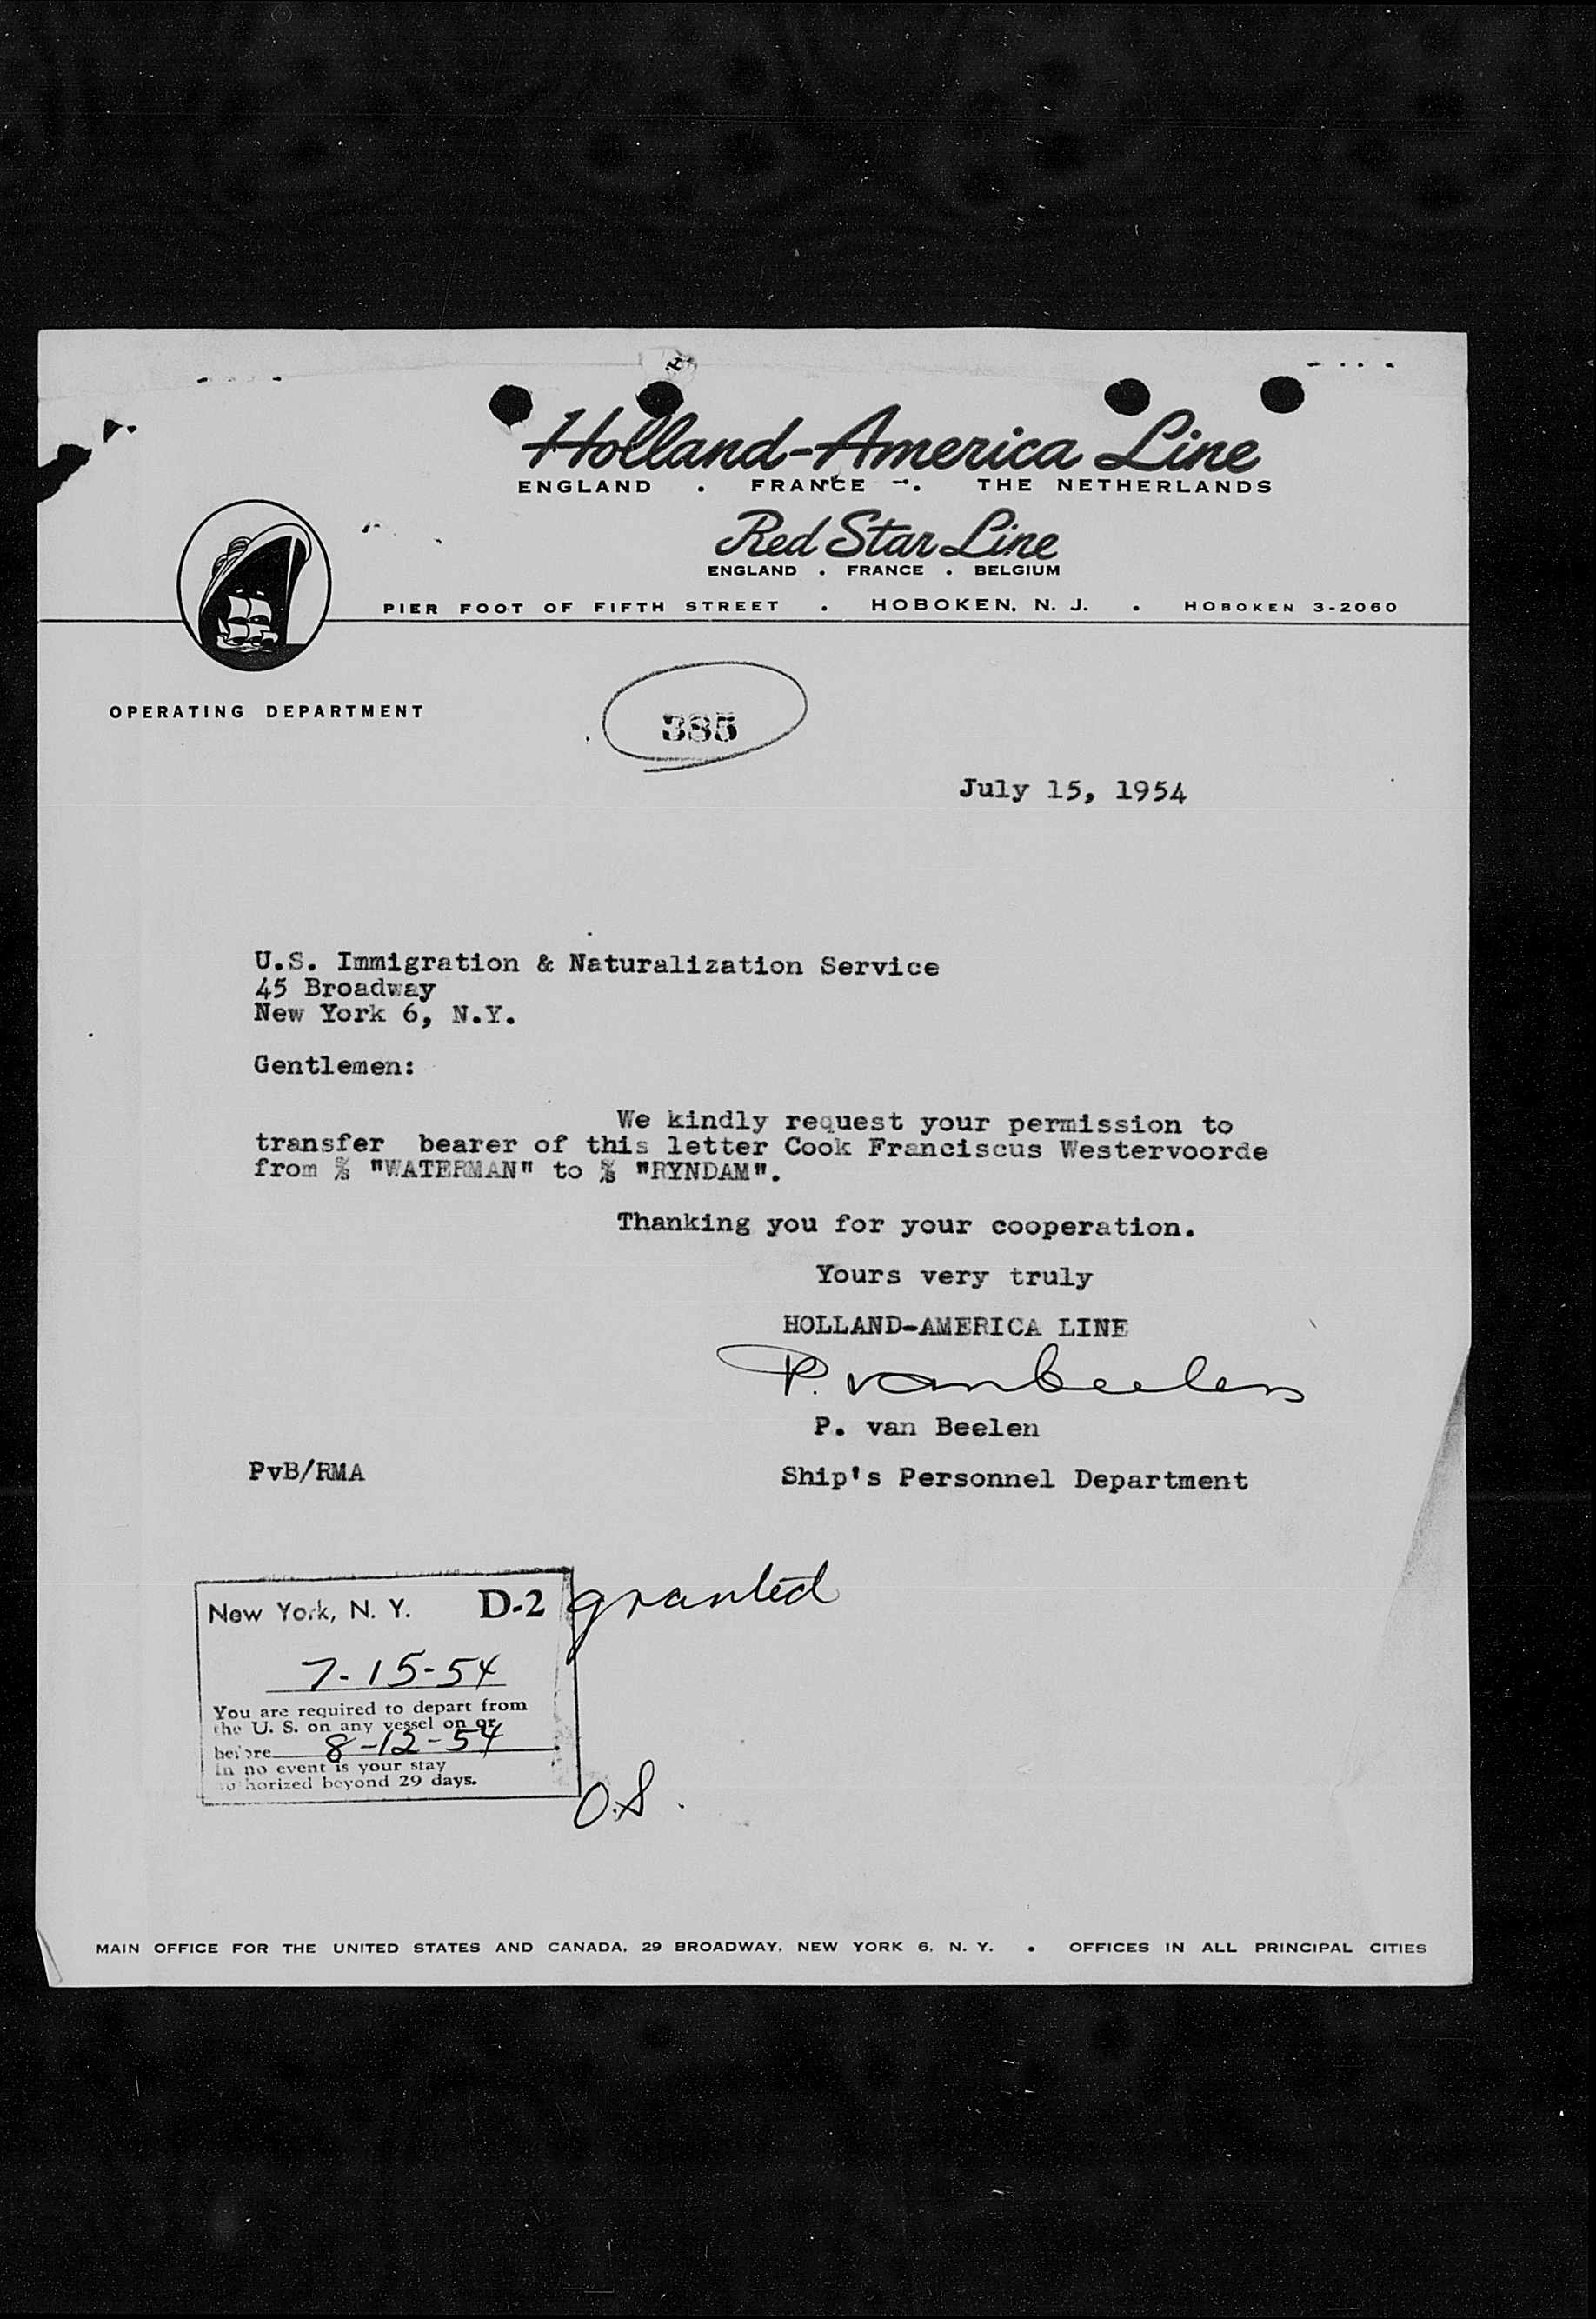 Holland-America Line
ENGLAND . FRANCE . THE NETHERLANDS
Red Star Line
ENGLAND . FRANCE . BELGIUM
PIER FOOT OF FIFTH STREET . HOBOKEN, N. J. . HOBOKEN 3-2060
OPERATING DEPARTMENT
385
July 15, 1954
U.S. Immigration & Naturalization Service
45 Broadway
New York 6, N.Y.
Gentlemen:
We kindly request your permission to
transfer bearer of this letter Cook Franciscus Westervoorde
from s/s "WATERMAN" to s/s "RYNDAM".
Thanking you for your cooperation.
Yours very truly
HOLLAND-AMERICA LINE
P. van Beelen
P. van Beelen
PvB/RMA
Ship's Personnel Department
New York, N. Y. D-2 granted
7-15-54
You are required to depart from
the U. S. on any vessel on or
before 8-12-54
In no event is your stay
authorized beyond 29 days.
O.S.
MAIN OFFICE FOR THE UNITED STATES AND CANADA, 29 BROADWAY, NEW YORK 6, N. Y. • OFFICES IN ALL PRINCIPAL CITIES